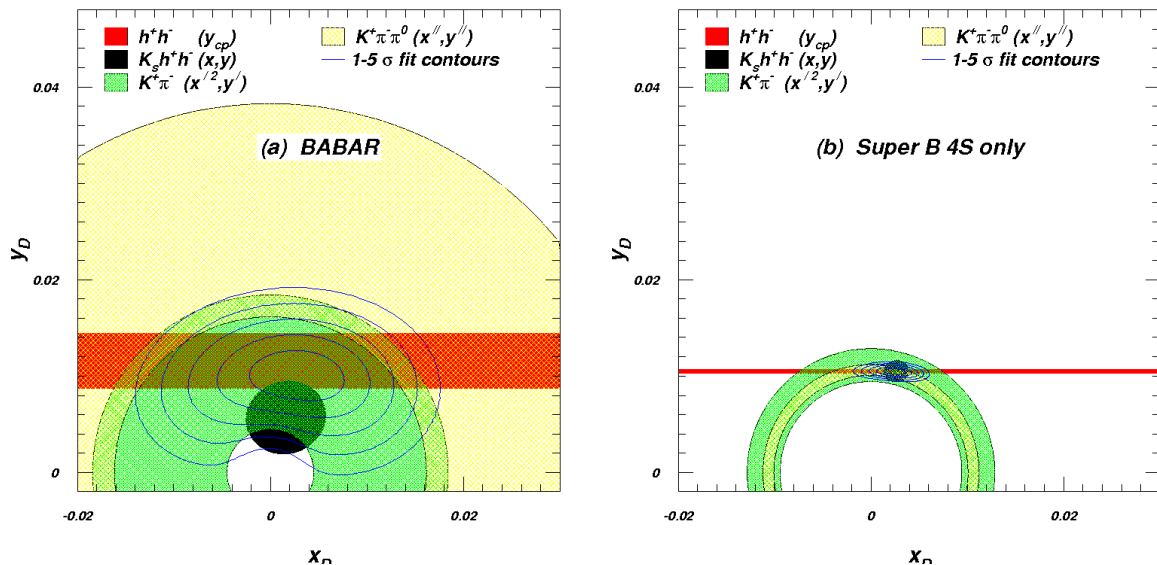 h⁺h⁻ (y_cp)
K_s h⁺h⁻ (x,y)
K⁺π⁻ (x′²,y′)
K⁺π⁻π⁰ (x″,y″)
1-5 σ fit contours
(a) BABAR
0.04
0.02
0
y_D
-0.02
0
0.02
x_D
h⁺h⁻ (y_cp)
K_s h⁺h⁻ (x,y)
K⁺π⁻ (x′²,y′)
K⁺π⁻π⁰ (x″,y″)
1-5 σ fit contours
(b) Super B 4S only
0.04
0.02
0
y_D
-0.02
0
0.02
x_D